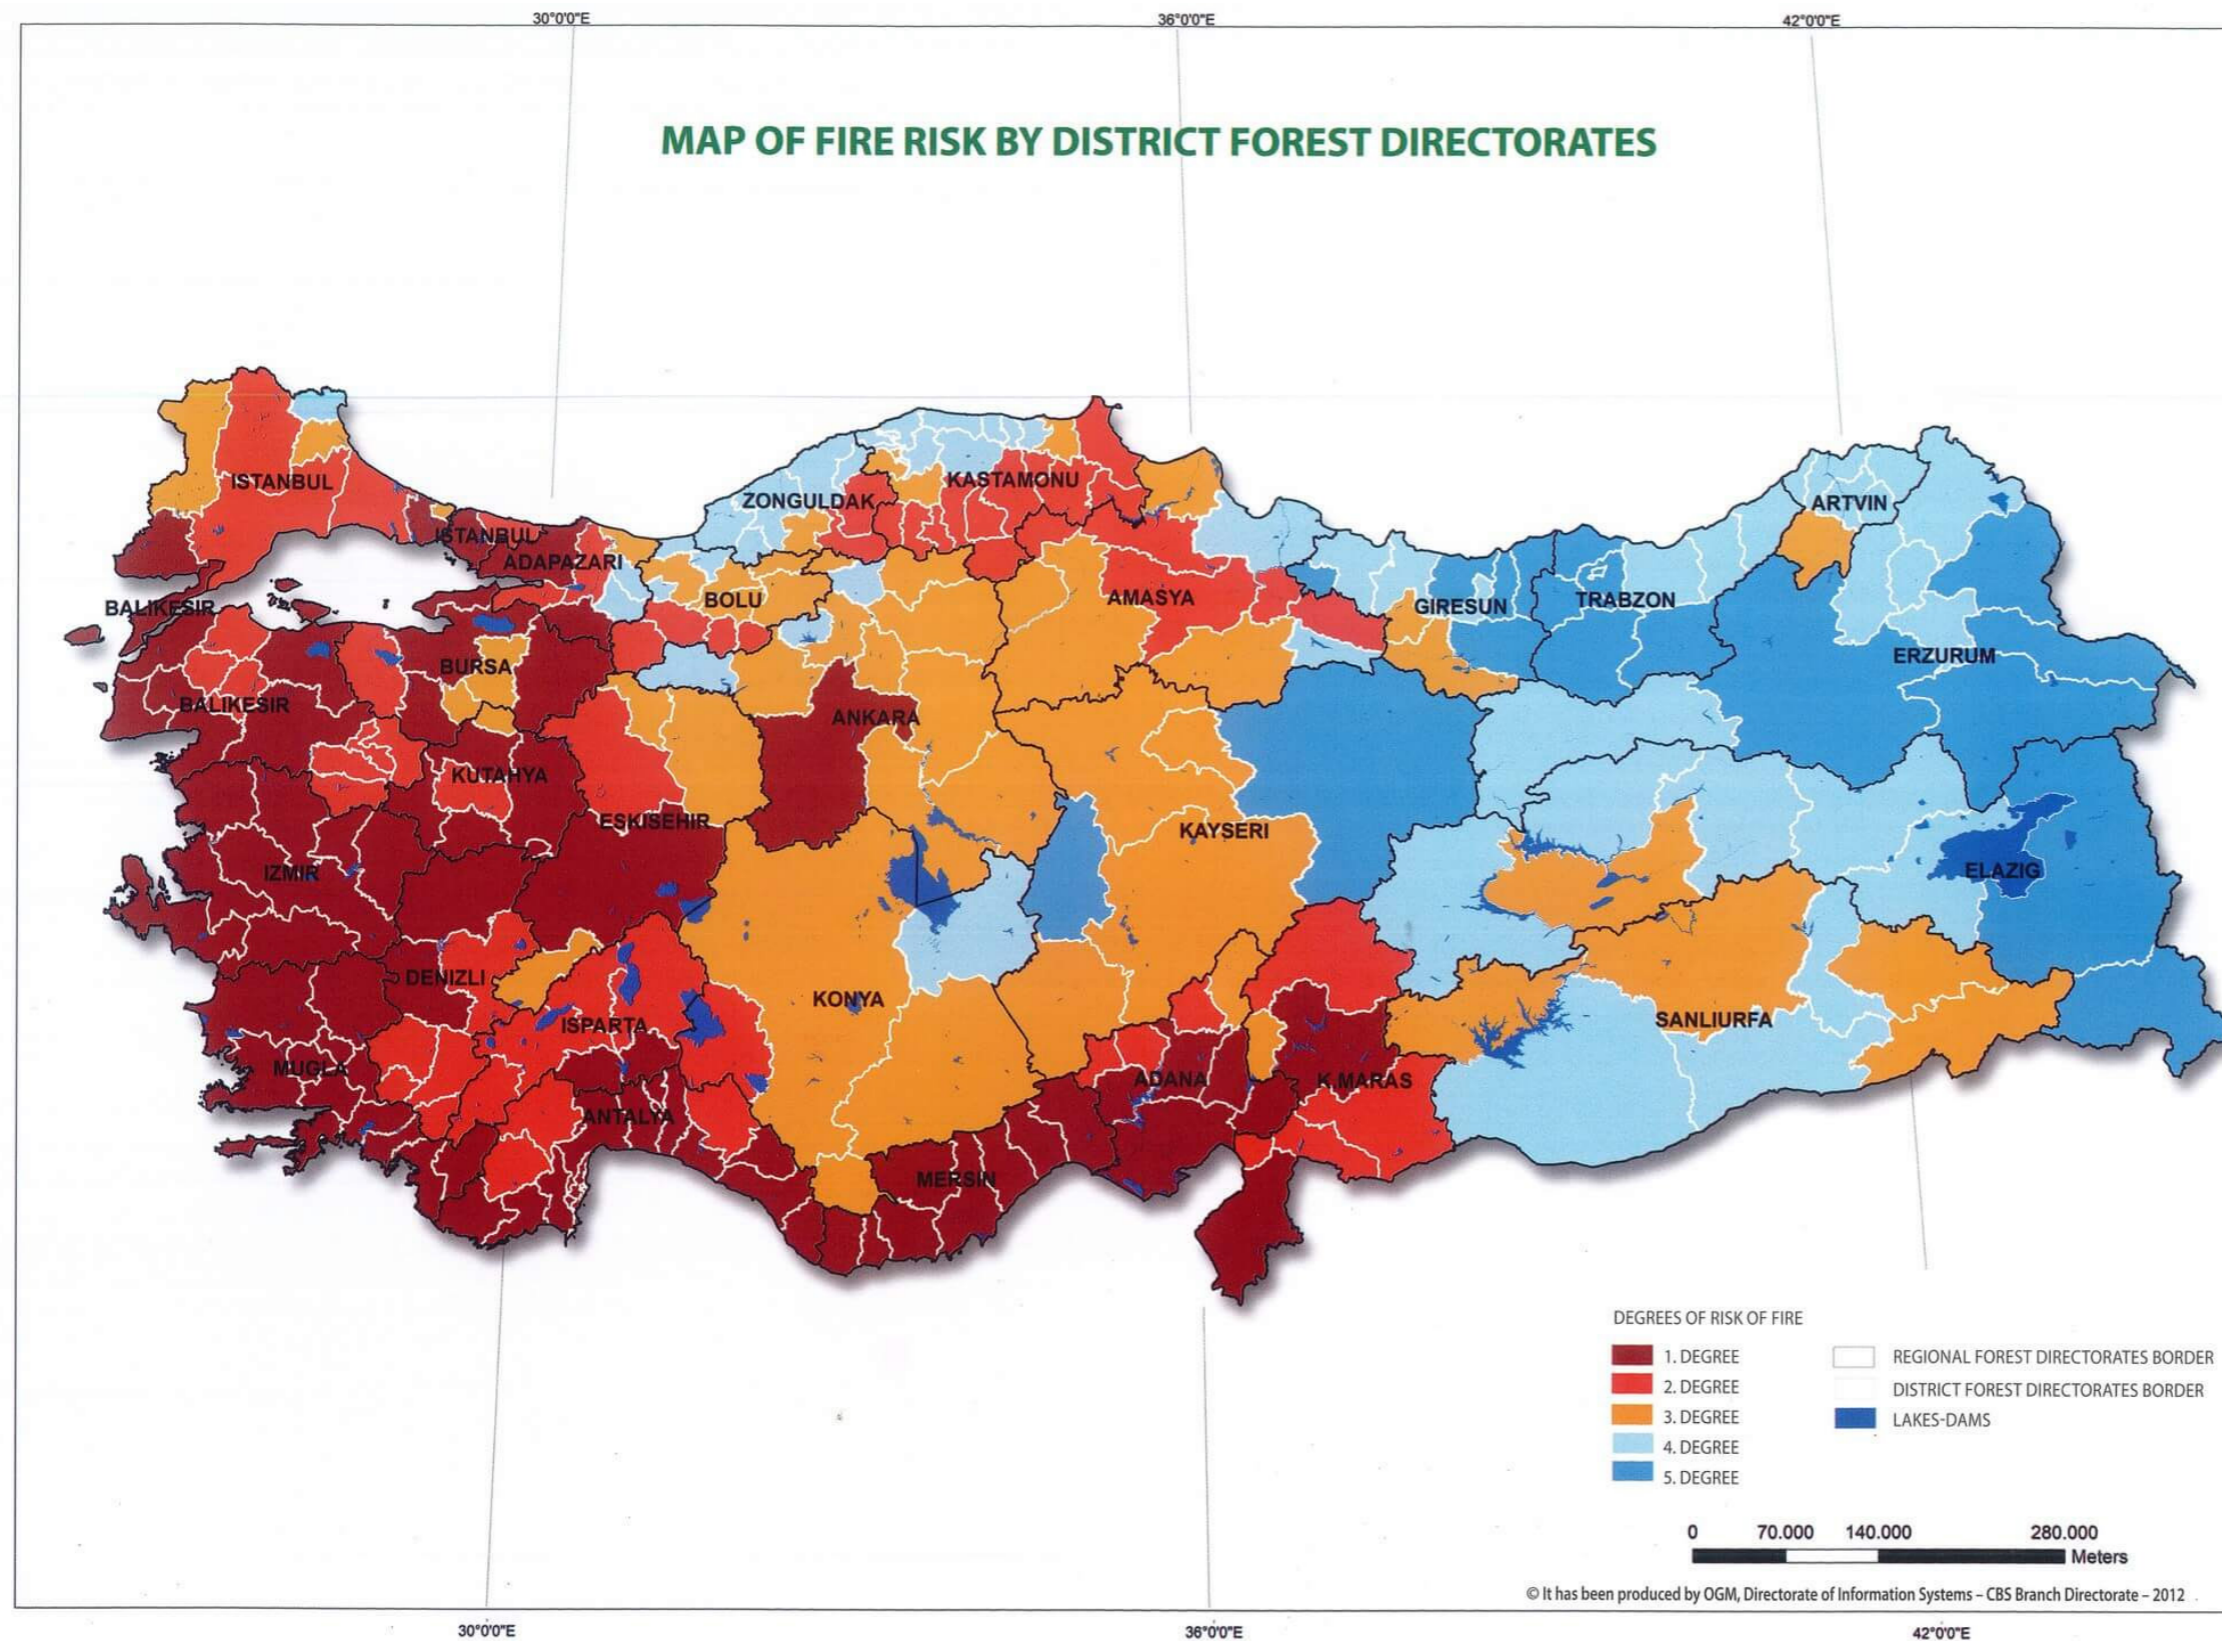 30°0'0"E
36°0'0"E
42°0'0"E
MAP OF FIRE RISK BY DISTRICT FOREST DIRECTORATES
ISTANBUL
ZONGULDAK
KASTAMONU
ARTVIN
ISTANBUL
ADAPAZARI
BALIKESIR
BOLU
AMASYA
GIRESUN
TRABZON
BURSA
ERZURUM
BALIKESIR
ANKARA
KUTAHYA
ESKISEHIR
KAYSERI
IZMIR
ELAZIG
DENIZLI
KONYA
ISPARTA
SANLIURFA
MUGLA
ADANA
K.MARAS
ANTALYA
MERSIN
DEGREES OF RISK OF FIRE
1. DEGREE
2. DEGREE
3. DEGREE
4. DEGREE
5. DEGREE
REGIONAL FOREST DIRECTORATES BORDER
DISTRICT FOREST DIRECTORATES BORDER
LAKES-DAMS
0 70.000 140.000 280.000
Meters
© It has been produced by OGM, Directorate of Information Systems – CBS Branch Directorate – 2012
30°0'0"E
36°0'0"E
42°0'0"E